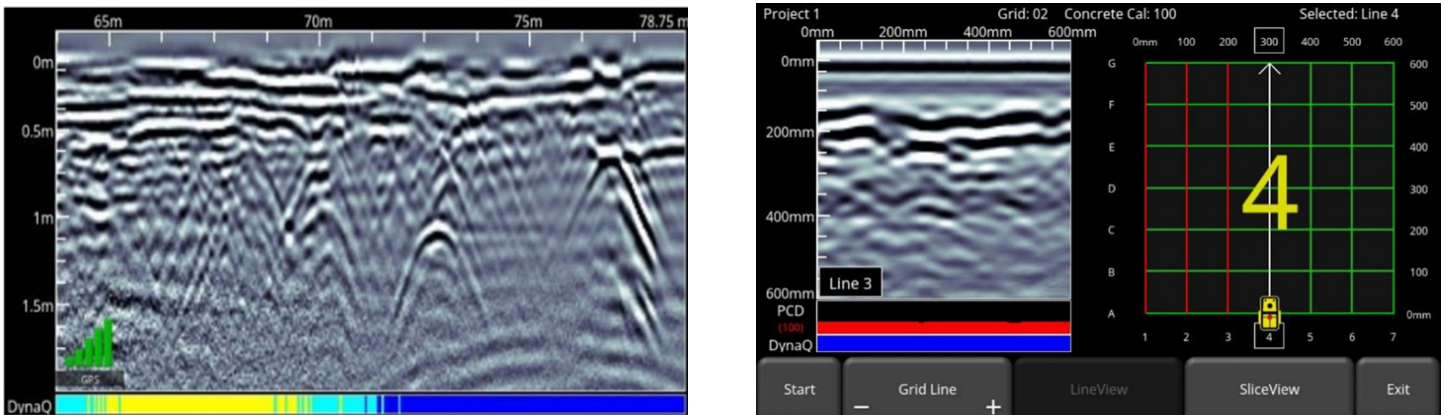 65m 70m 75m 78.75 m
0m
0.5m
1m
1.5m
GPS
DynaQ
Project 1 Grid: 02 Concrete Cal: 100 Selected: Line 4
0mm 200mm 400mm 600mm
0mm
200mm
400mm
600mm
Line 3
PCD
(100)
DynaQ
0mm 100 200 300 400 500 600
G 600
F 500
E 400
D 300
C 200
B 100
A 0mm
4
1 2 3 4 5 6 7
Start
− Grid Line +
LineView
SliceView
Exit